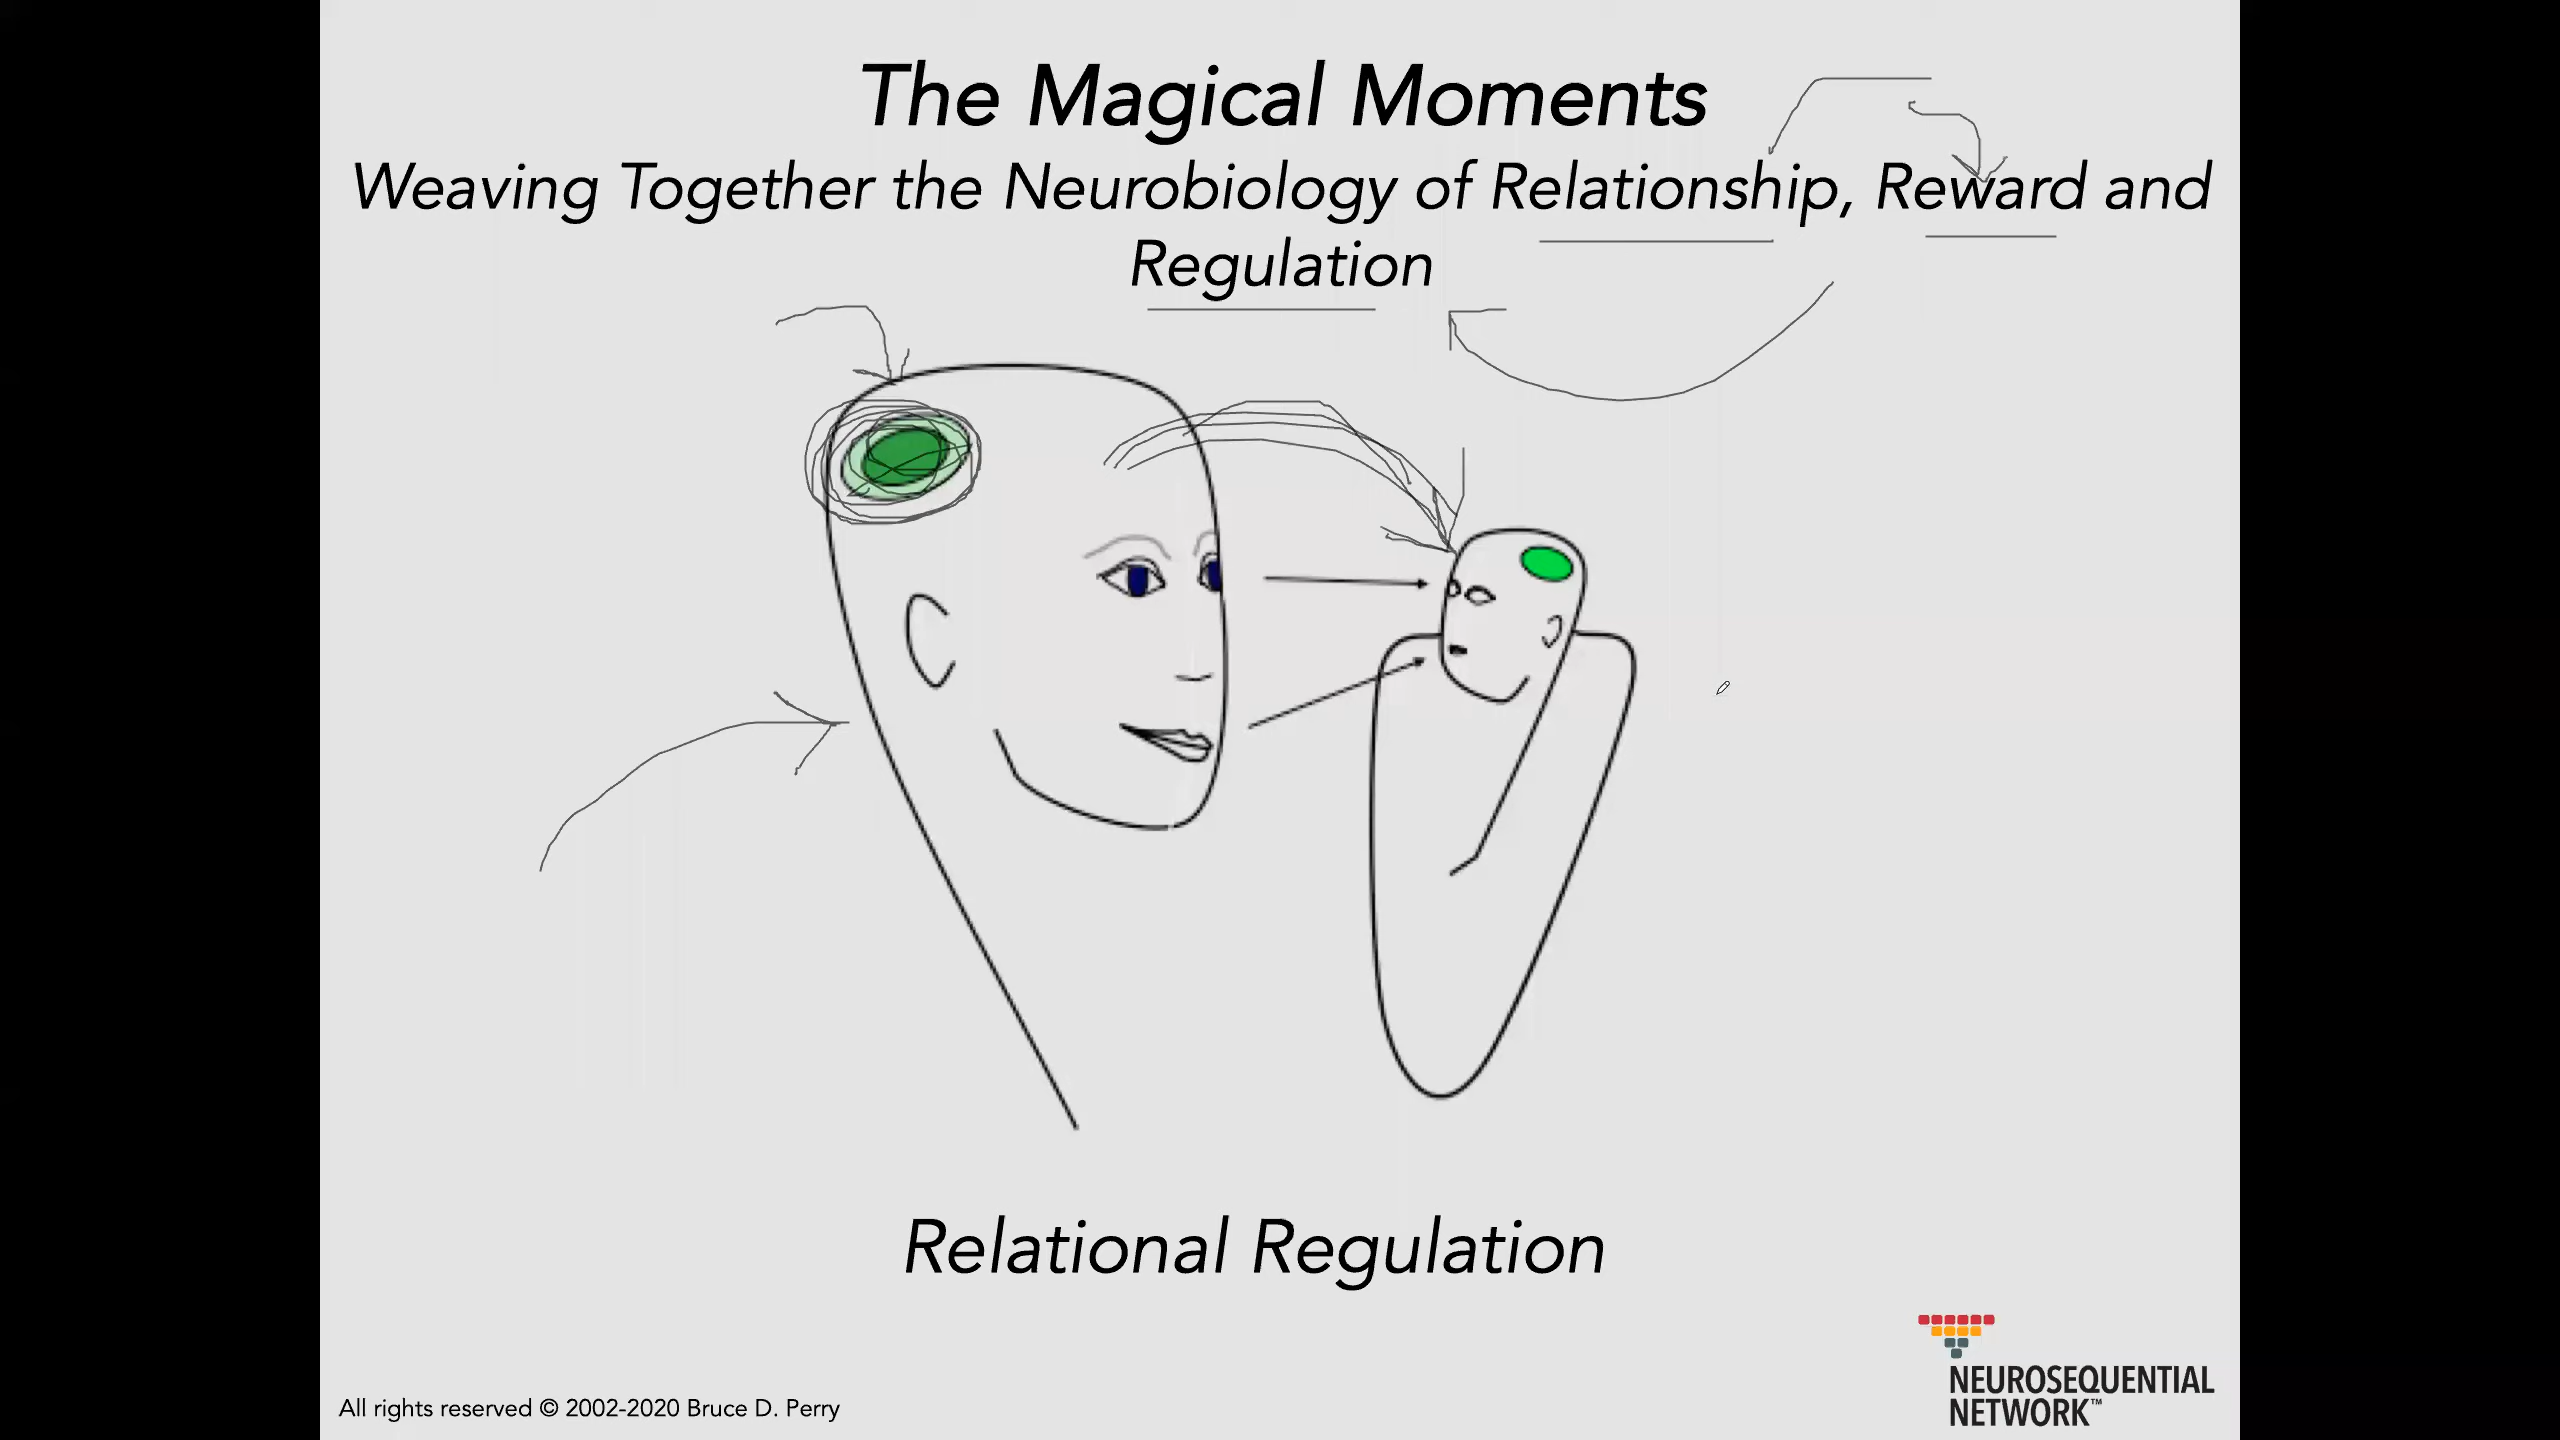 The Magical Moments
Weaving Together the Neurobiology of Relationship, Reward and
Regulation
Relational Regulation
NEUROSEQUENTIAL
NETWORK™
All rights reserved © 2002-2020 Bruce D. Perry